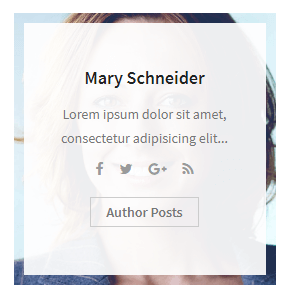 Mary Schneider
Lorem ipsum dolor sit amet,
consectetur adipisicing elit...
Author Posts